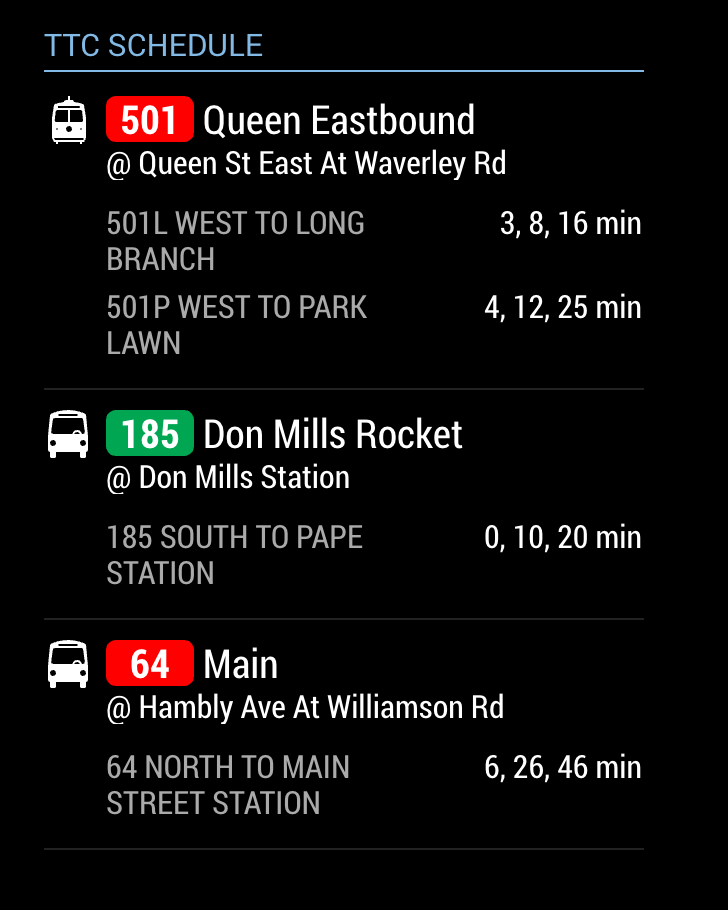 TTC SCHEDULE
501 Queen Eastbound
@ Queen St East At Waverley Rd
501L WEST TO LONG BRANCH 3, 8, 16 min
501P WEST TO PARK LAWN 4, 12, 25 min
185 Don Mills Rocket
@ Don Mills Station
185 SOUTH TO PAPE STATION 0, 10, 20 min
64 Main
@ Hambly Ave At Williamson Rd
64 NORTH TO MAIN STREET STATION 6, 26, 46 min